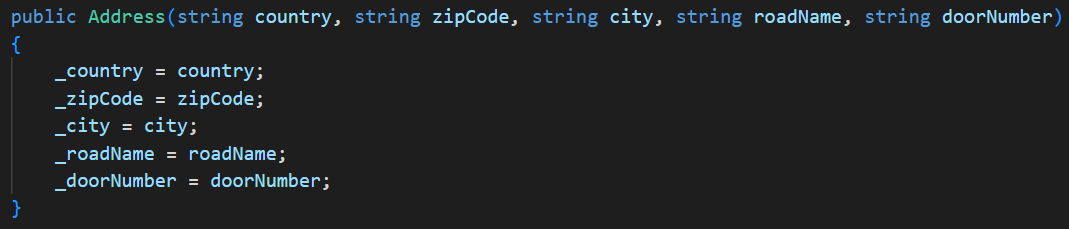 public Address(string country, string zipCode, string city, string roadName, string doorNumber)
{
_country = country;
_zipCode = zipCode;
_city = city;
_roadName = roadName;
_doorNumber = doorNumber;
}